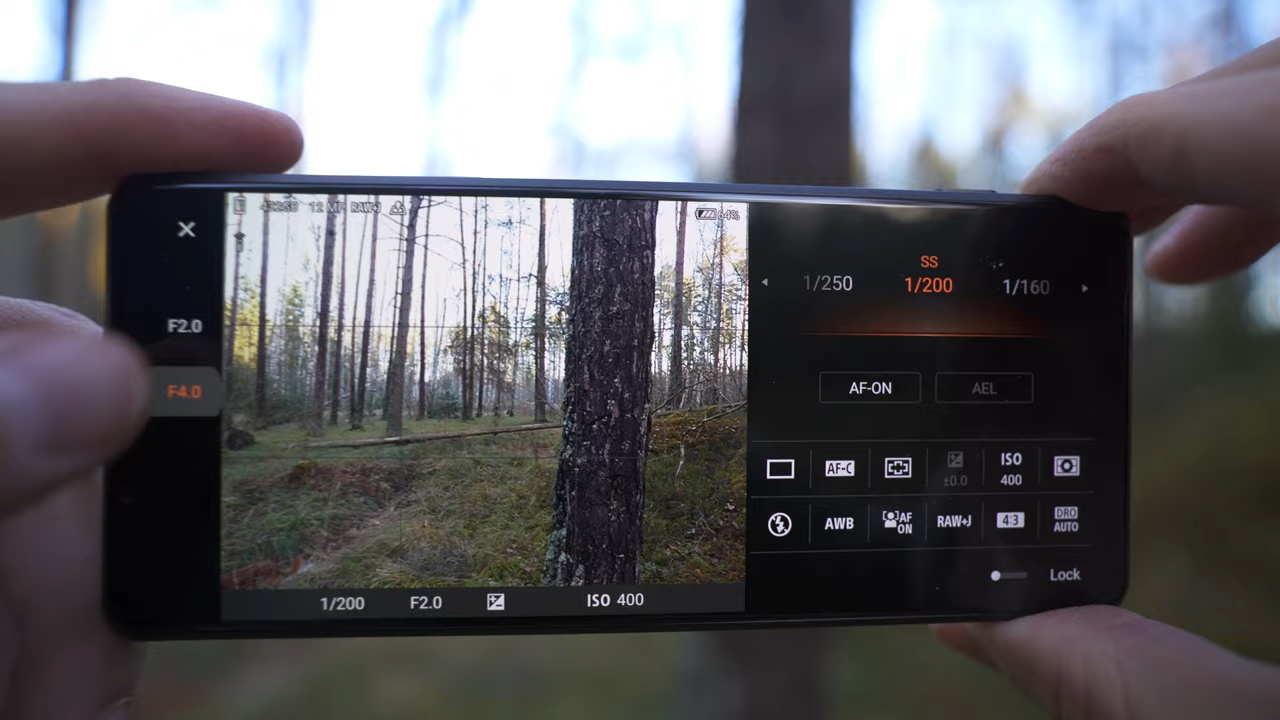 12 MP RAW+J
64%
F2.0
F4.0
SS
1/250 1/200 1/160
AF-ON AEL
AF-C ±0.0 ISO 400
AWB AF ON RAW+J 4:3 DRO AUTO
Lock
1/200 F2.0 ISO 400